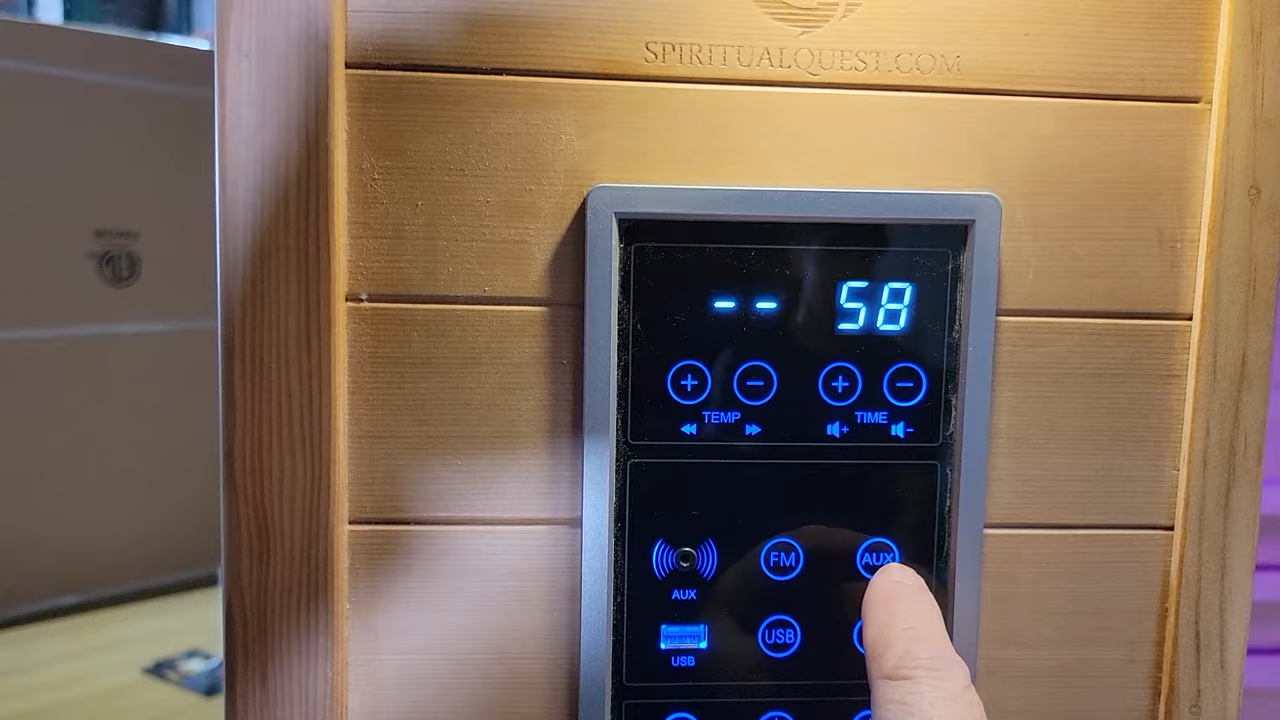 SPIRITUALQUEST.COM
-- 58
+ - + -
TEMP TIME
+ -
FM AUX
AUX
USB
USB